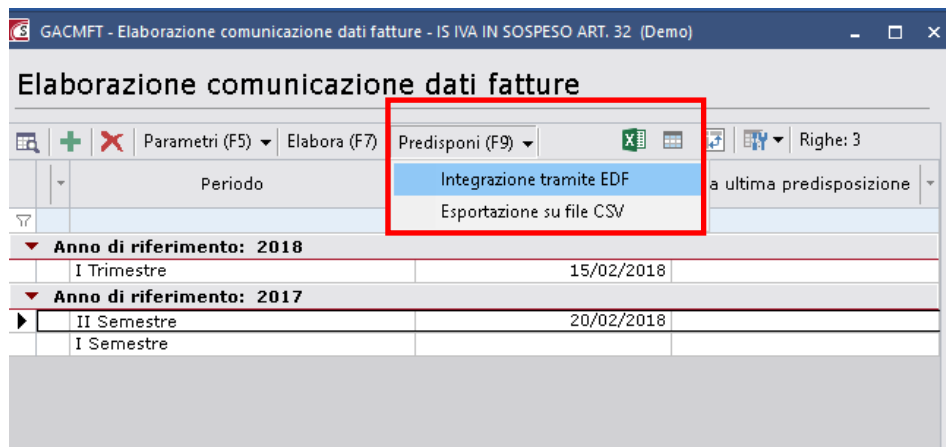 GACMFT - Elaborazione comunicazione dati fatture - IS IVA IN SOSPESO ART. 32 (Demo)
Elaborazione comunicazione dati fatture
Parametri (F5) Elabora (F7) Predisponi (F9) Righe: 3
Periodo Integrazione tramite EDF a ultima predisposizione
Esportazione su file CSV
Anno di riferimento: 2018
I Trimestre 15/02/2018
Anno di riferimento: 2017
II Semestre 20/02/2018
I Semestre